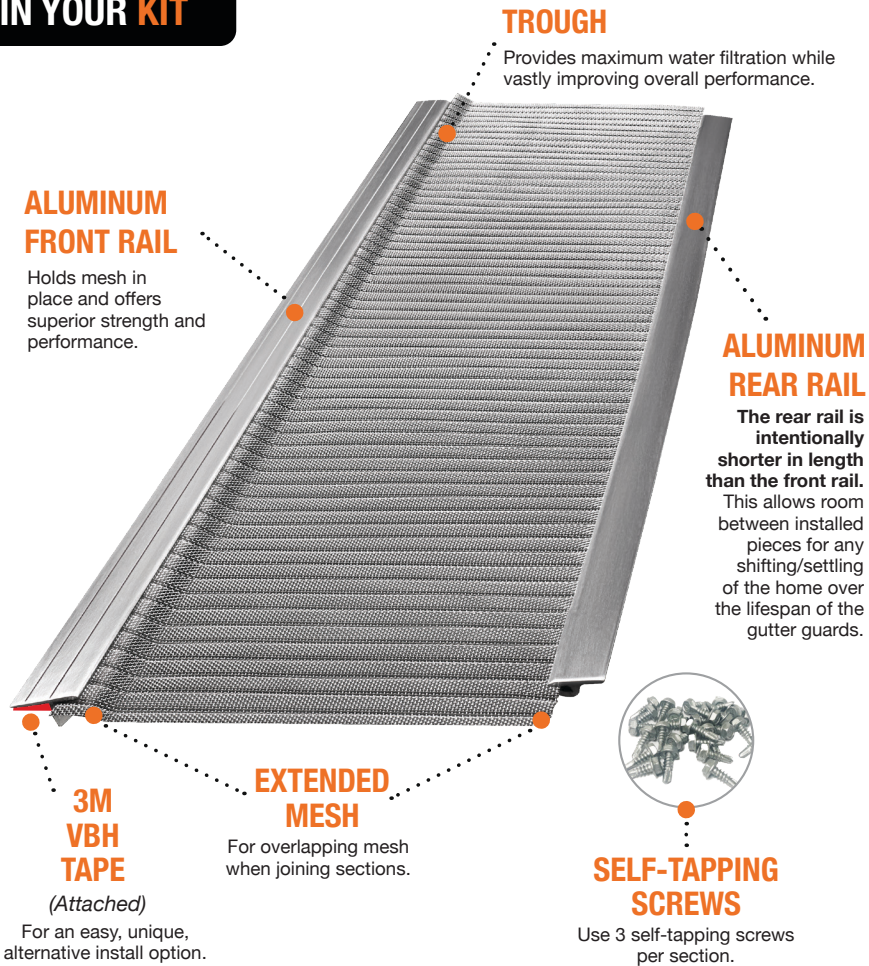 IN YOUR KIT
TROUGH
Provides maximum water filtration while
vastly improving overall performance.
ALUMINUM
FRONT RAIL
Holds mesh in
place and offers
superior strength and
performance.
ALUMINUM
REAR RAIL
The rear rail is
intentionally
shorter in length
than the front rail.
This allows room
between installed
pieces for any
shifting/settling
of the home over
the lifespan of the
gutter guards.
3M
VBH
TAPE
(Attached)
For an easy, unique,
alternative install option.
EXTENDED
MESH
For overlapping mesh
when joining sections.
SELF-TAPPING
SCREWS
Use 3 self-tapping screws
per section.